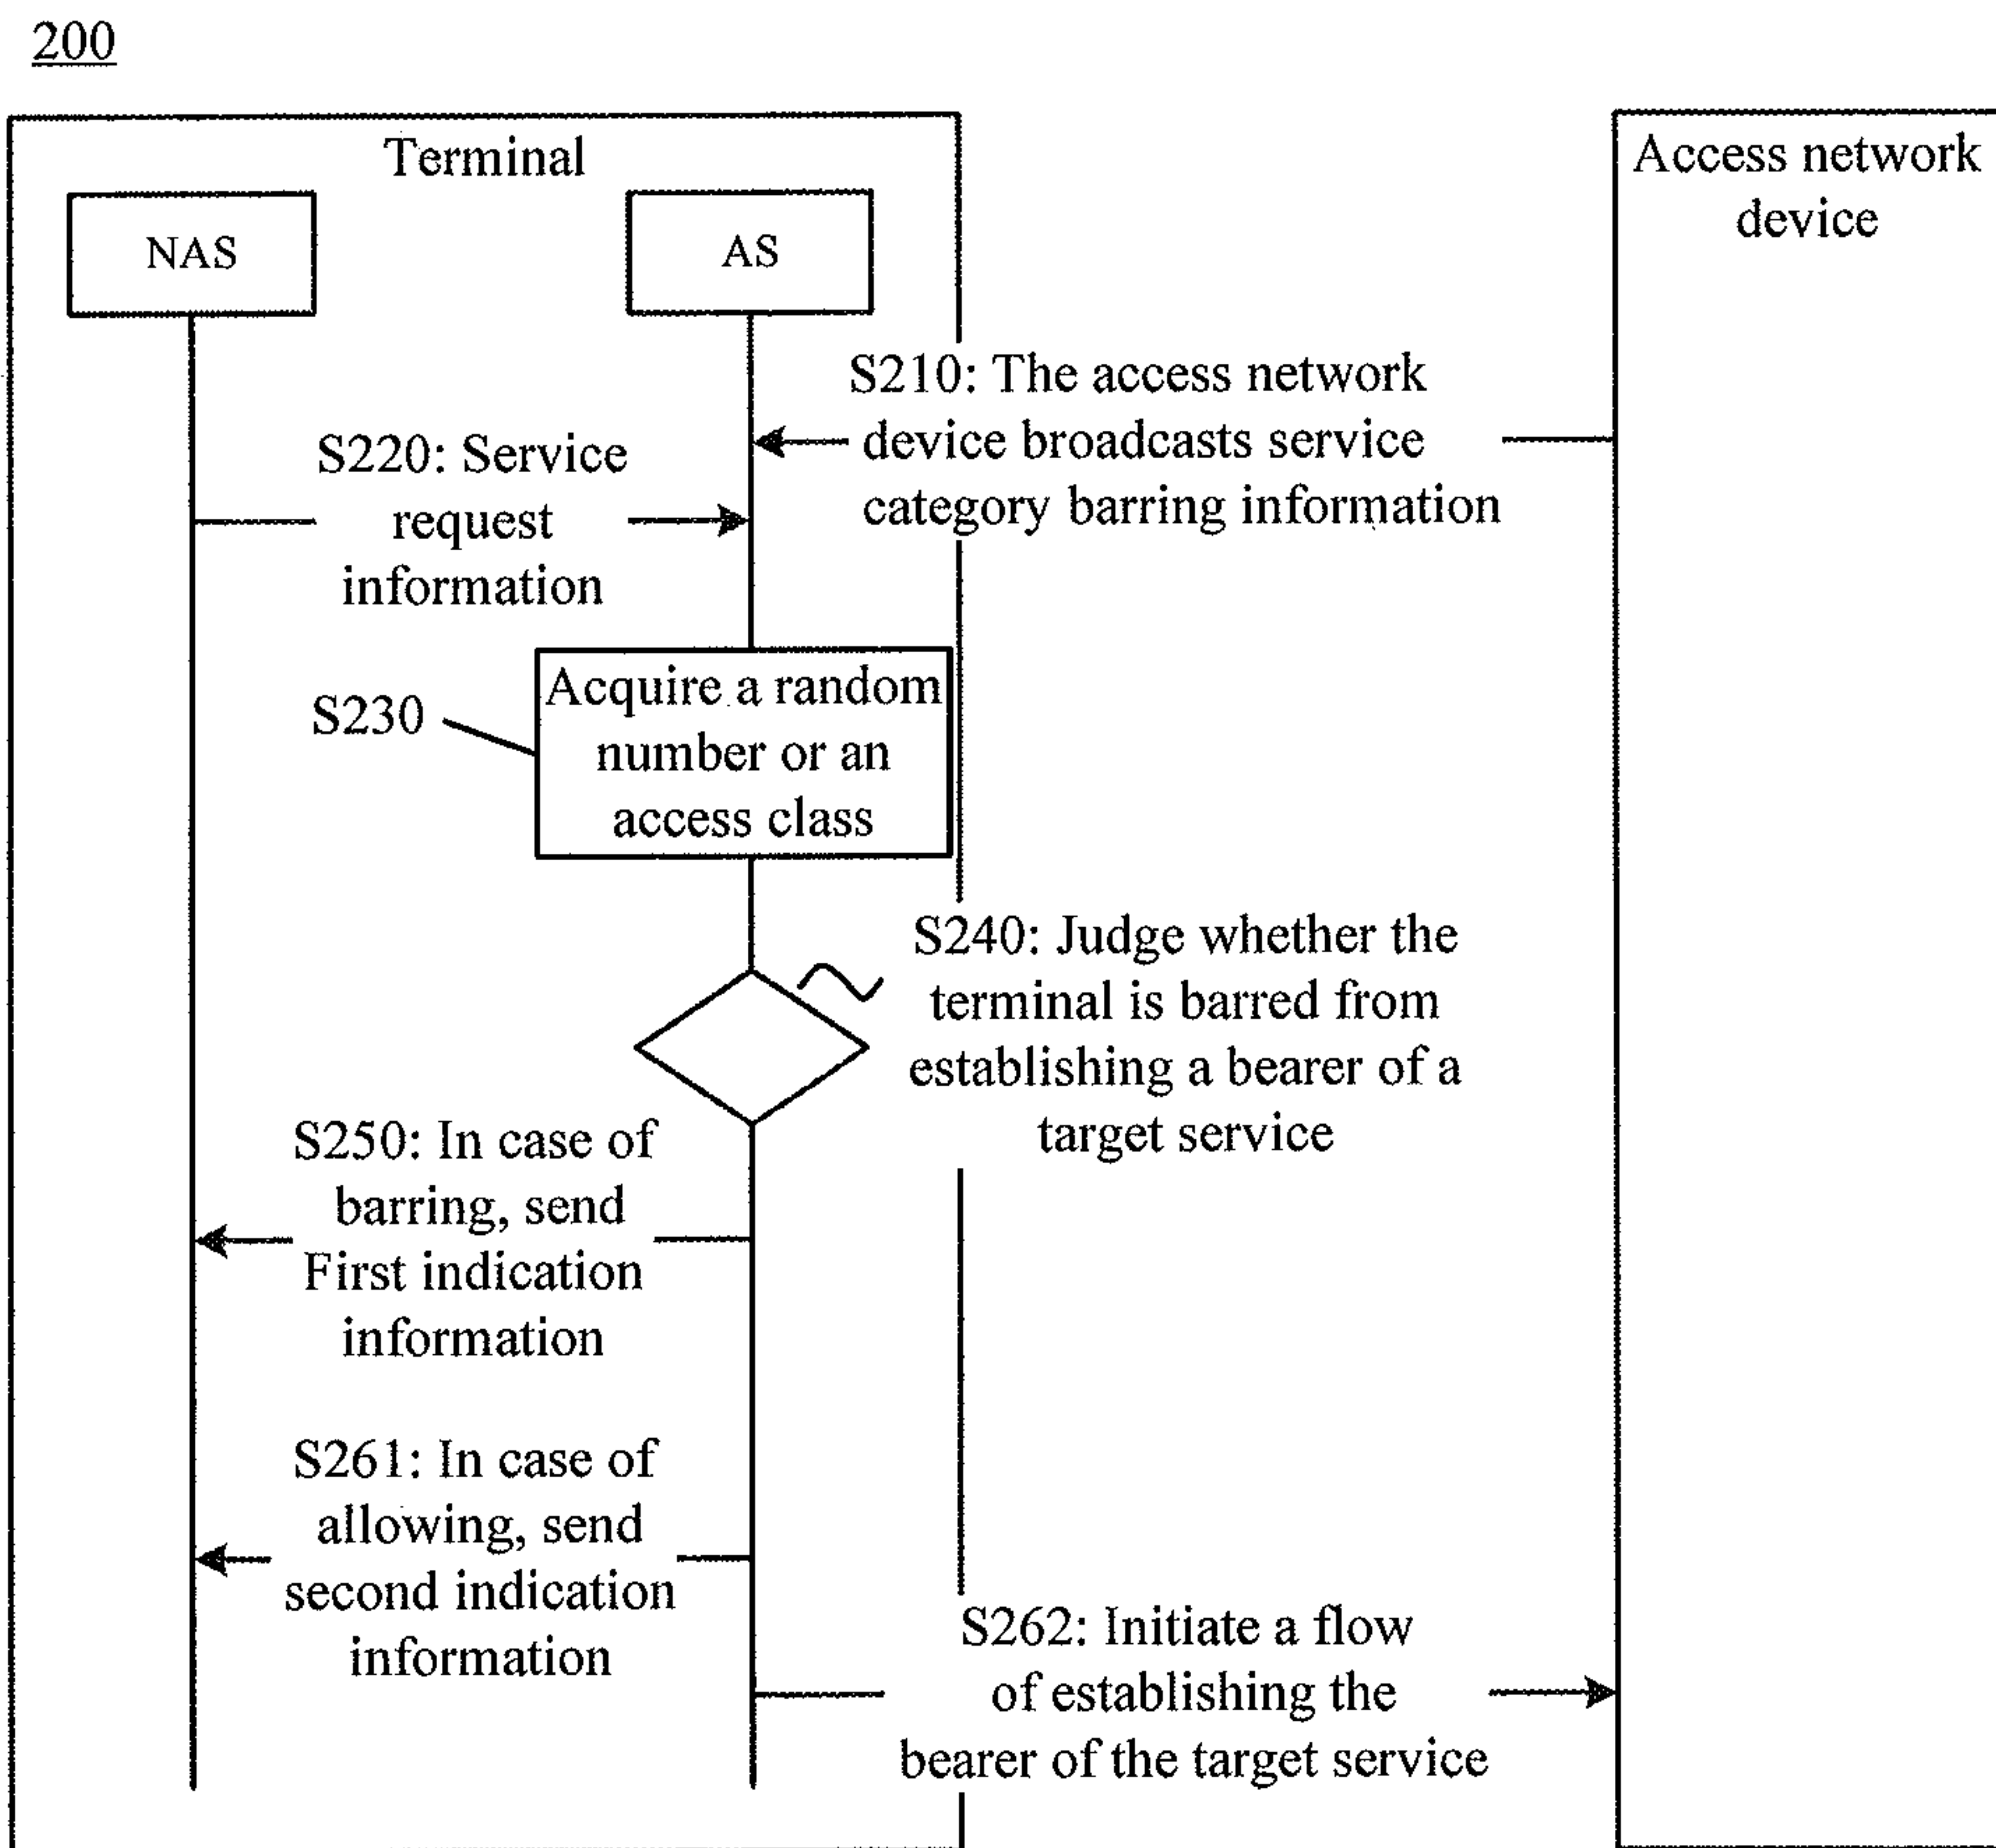 200
Terminal
Access network
device
NAS
AS
S210: The access network
device broadcasts service
category barring information
S220: Service
request
information
S230
Acquire a random
number or an
access class
S240: Judge whether the
terminal is barred from
establishing a bearer of a
target service
S250: In case of
barring, send
First indication
information
S261: In case of
allowing, send
second indication
information
S262: Initiate a flow
of establishing the
bearer of the target service